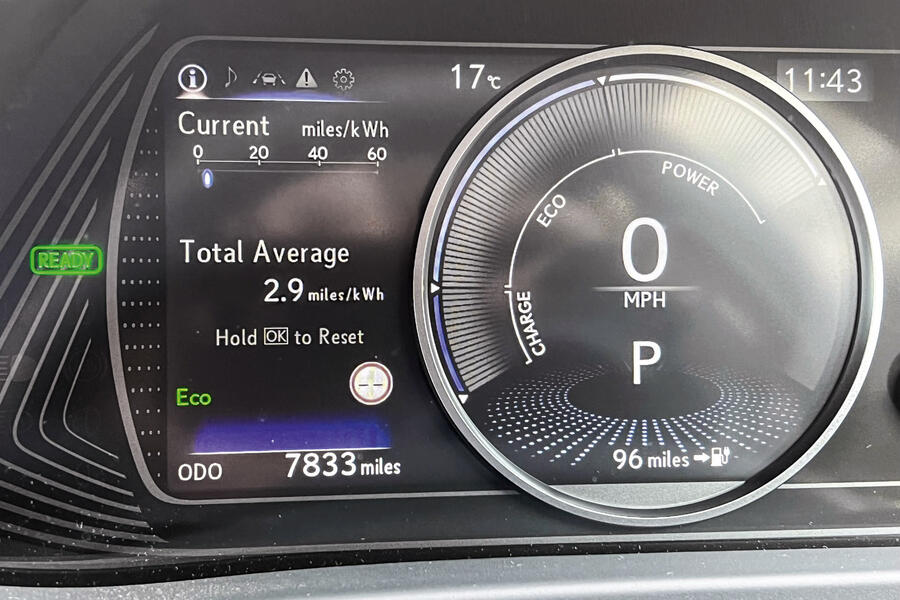 17°C
11:43
Current miles/kWh
0 20 40 60
READY
Total Average
2.9 miles/kWh
Hold OK to Reset
Eco
ODO 7833 miles
CHARGE
ECO
POWER
0
MPH
P
96 miles